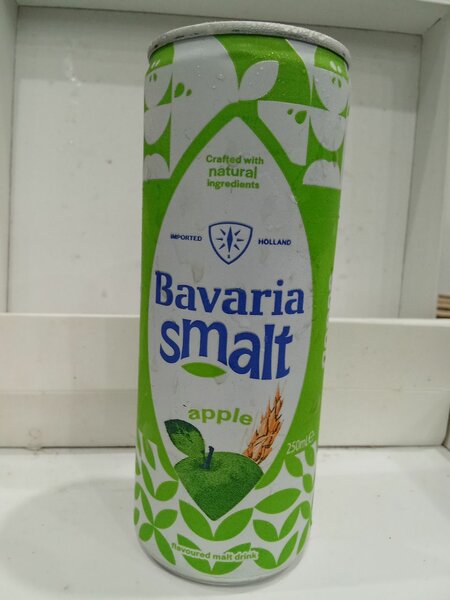 Crafted with
natural
ingredients
IMPORTED HOLLAND
Bavaria
smalt
apple
250ml e
flavoured malt drink